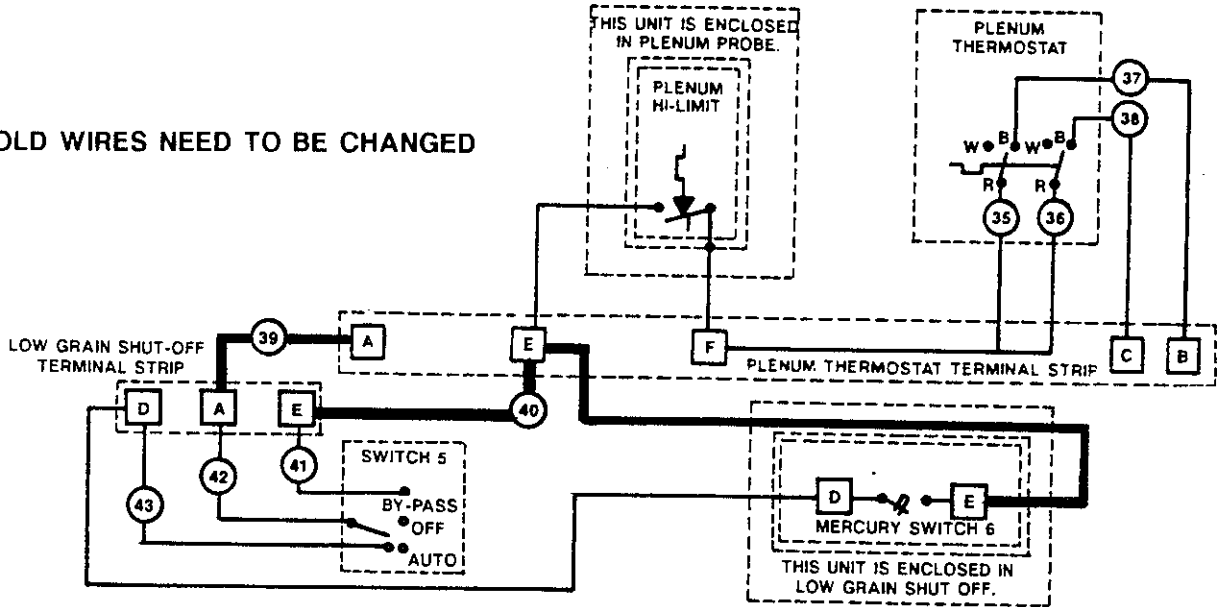 THIS UNIT IS ENCLOSED
IN PLENUM PROBE.
PLENUM
HI-LIMIT
PLENUM
THERMOSTAT
37
38
W B W B
R R
35 36
OLD WIRES NEED TO BE CHANGED
39
A
E
F
C
B
PLENUM THERMOSTAT TERMINAL STRIP
LOW GRAIN SHUT-OFF
TERMINAL STRIP
D
A
E
40
41
42
43
SWITCH 5
BY-PASS
OFF
AUTO
D
E
MERCURY SWITCH 6
THIS UNIT IS ENCLOSED IN
LOW GRAIN SHUT OFF.